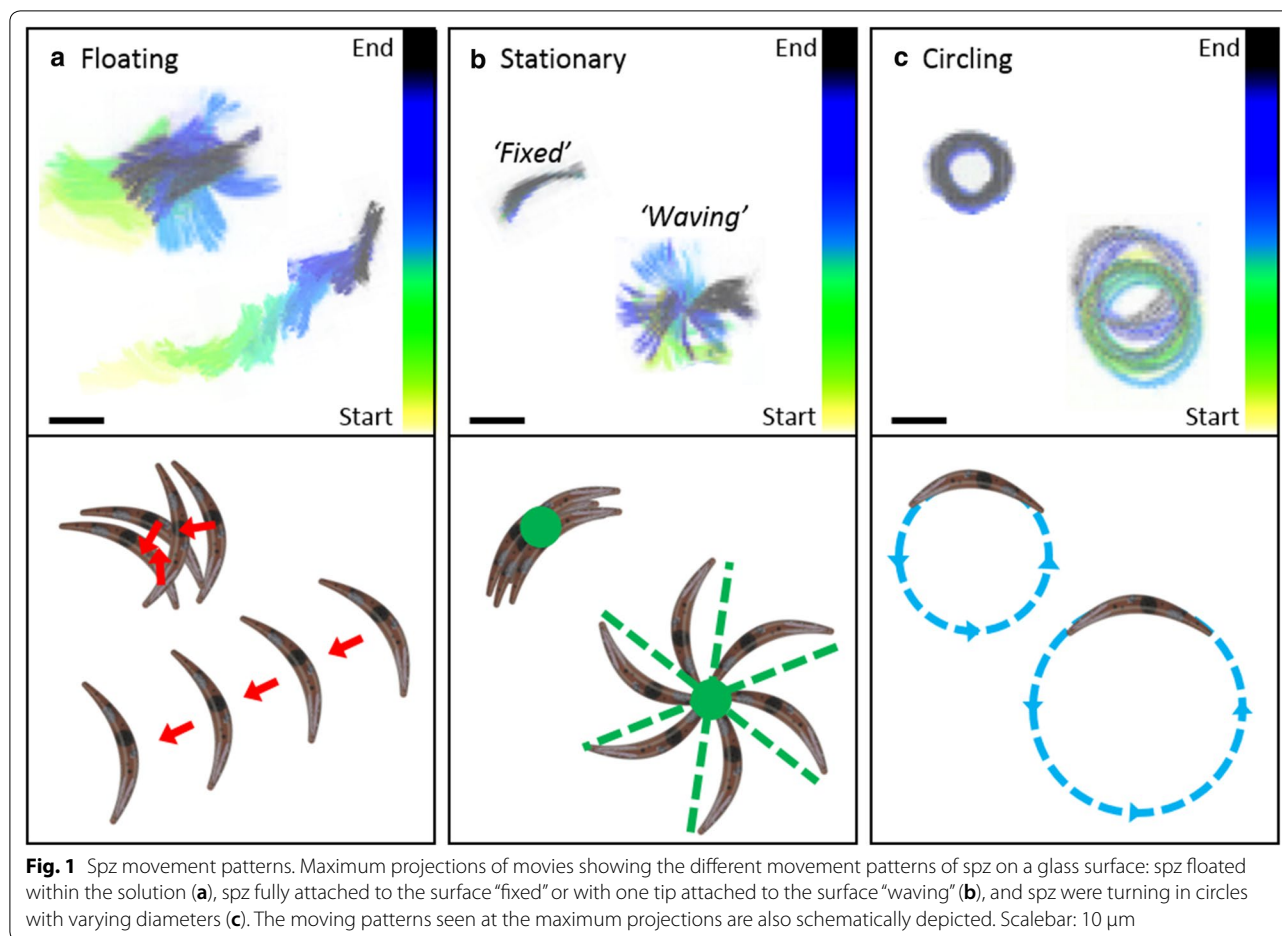 a Floating
End
Start
b Stationary
End
'Fixed'
'Waving'
Start
c Circling
End
Start
Fig. 1 Spz movement patterns. Maximum projections of movies showing the different movement patterns of spz on a glass surface: spz floated
within the solution (a), spz fully attached to the surface “fixed” or with one tip attached to the surface “waving” (b), and spz were turning in circles
with varying diameters (c). The moving patterns seen at the maximum projections are also schematically depicted. Scalebar: 10 μm